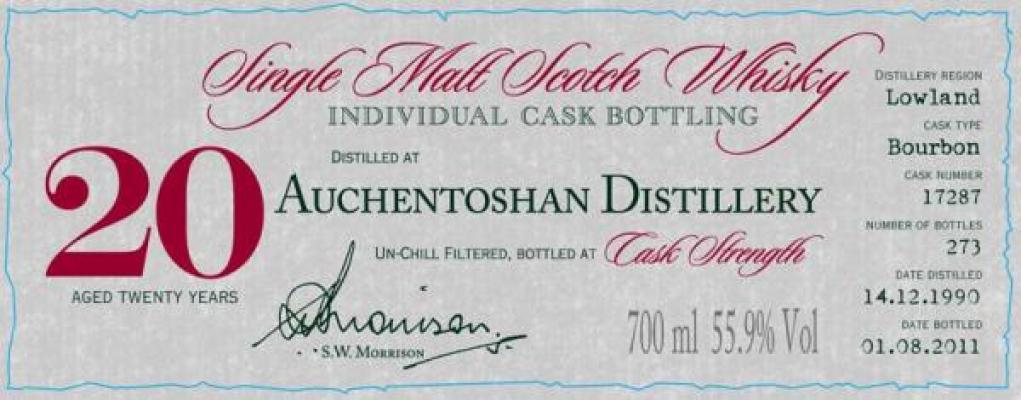 Single Malt Scotch Whisky
INDIVIDUAL CASK BOTTLING
DISTILLED AT
AUCHENTOSHAN DISTILLERY
UN-CHILL FILTERED, BOTTLED AT Cask Strength
20
AGED TWENTY YEARS
S.W. MORRISON
700 ml 55.9% Vol
DISTILLERY REGION
Lowland
CASK TYPE
Bourbon
CASK NUMBER
17287
NUMBER OF BOTTLES
273
DATE DISTILLED
14.12.1990
DATE BOTTLED
01.08.2011